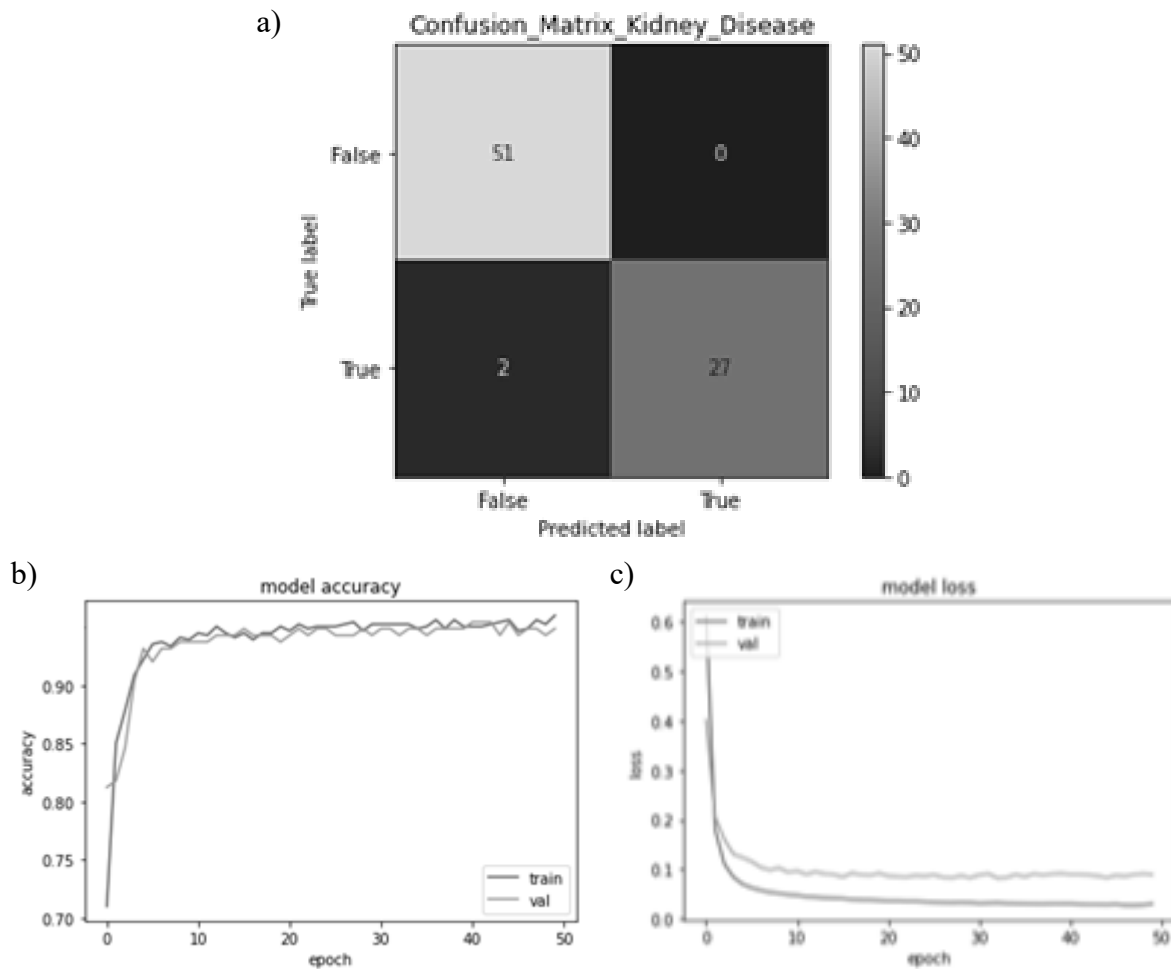 a)
Confusion_Matrix_Kidney_Disease
True label
False
51
0
True
2
27
False
True
Predicted label
50
40
30
20
10
0
b)
model accuracy
accuracy
0.90
0.85
0.80
0.75
0.70
train
val
0
10
20
30
40
50
epoch
c)
model loss
loss
0.6
0.5
0.4
0.3
0.2
0.1
0.0
train
val
0
10
20
30
40
50
epoch